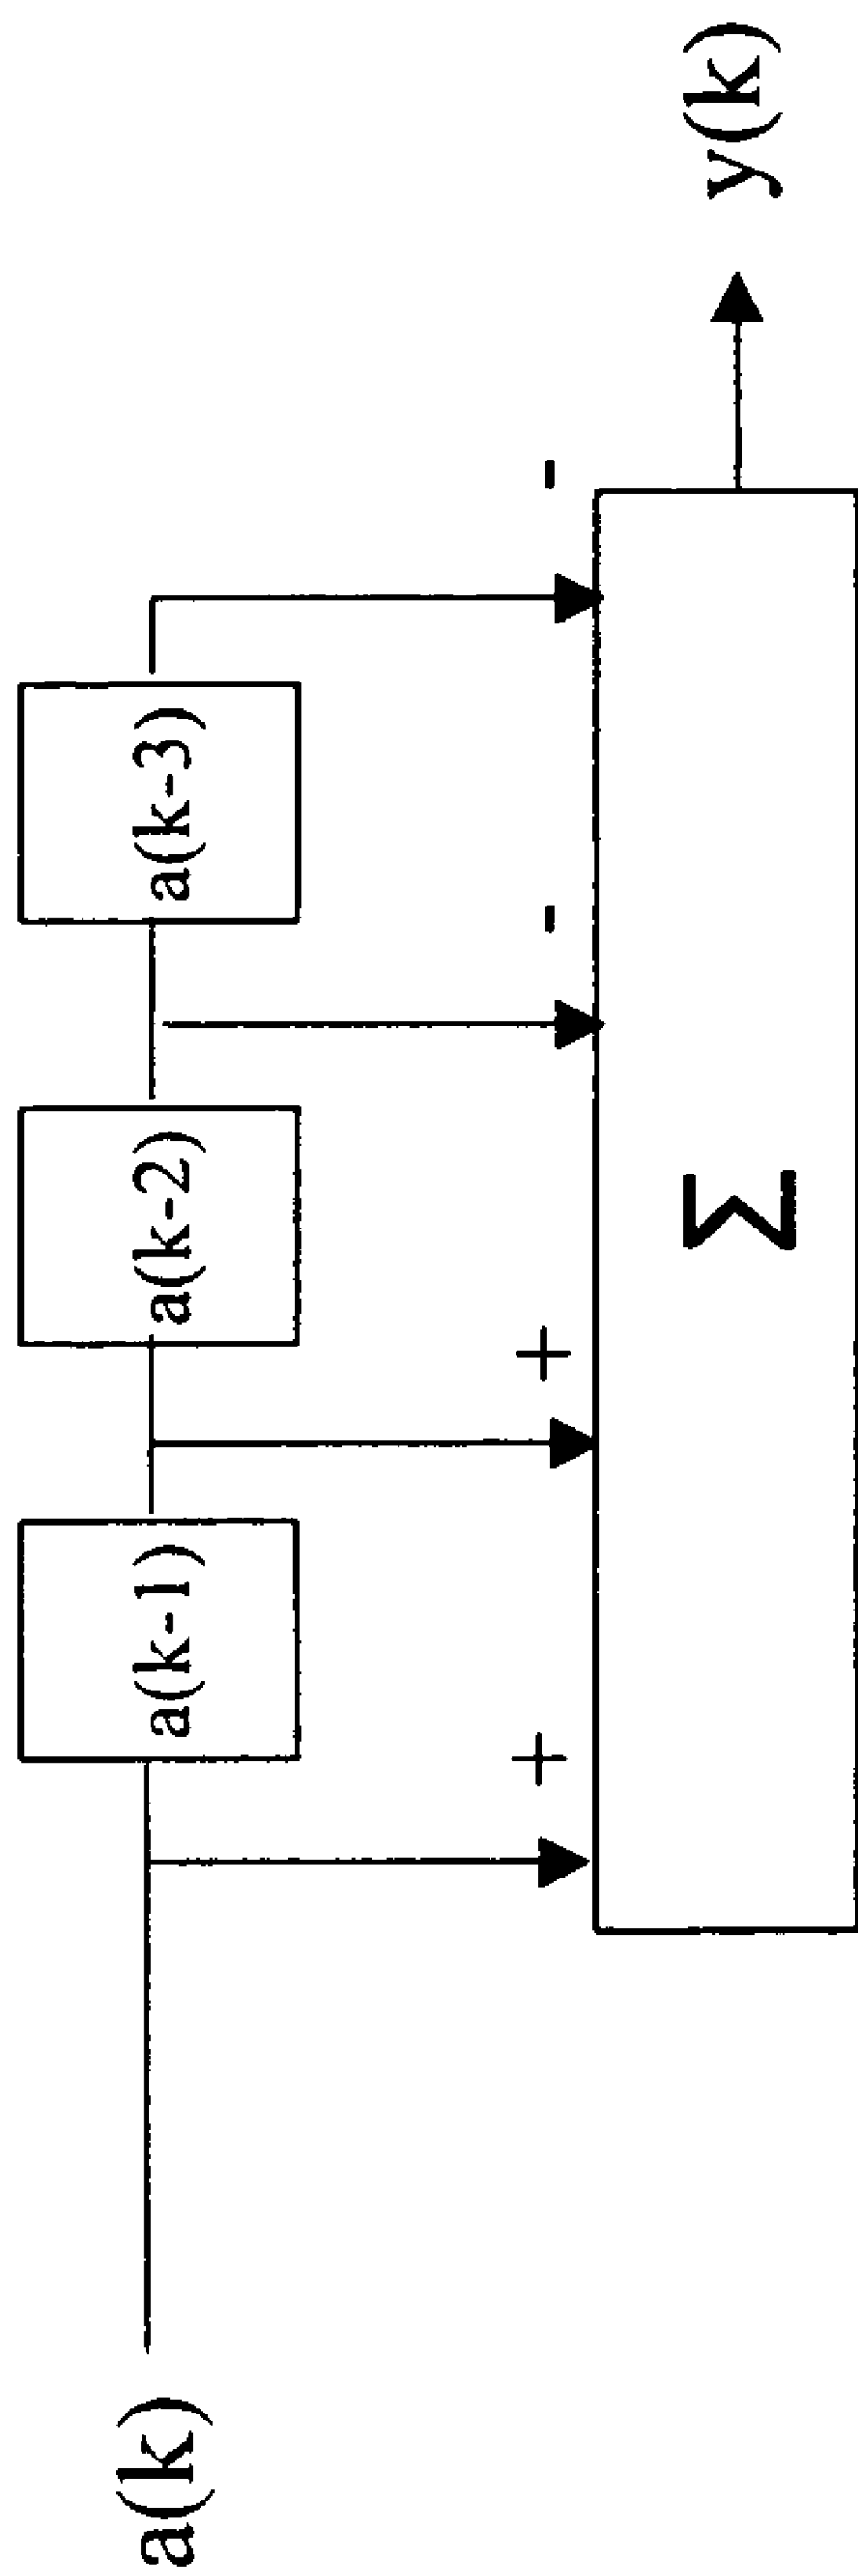 a(k)
a(k-1)
a(k-2)
a(k-3)
+
+
-
-
Σ
y(k)